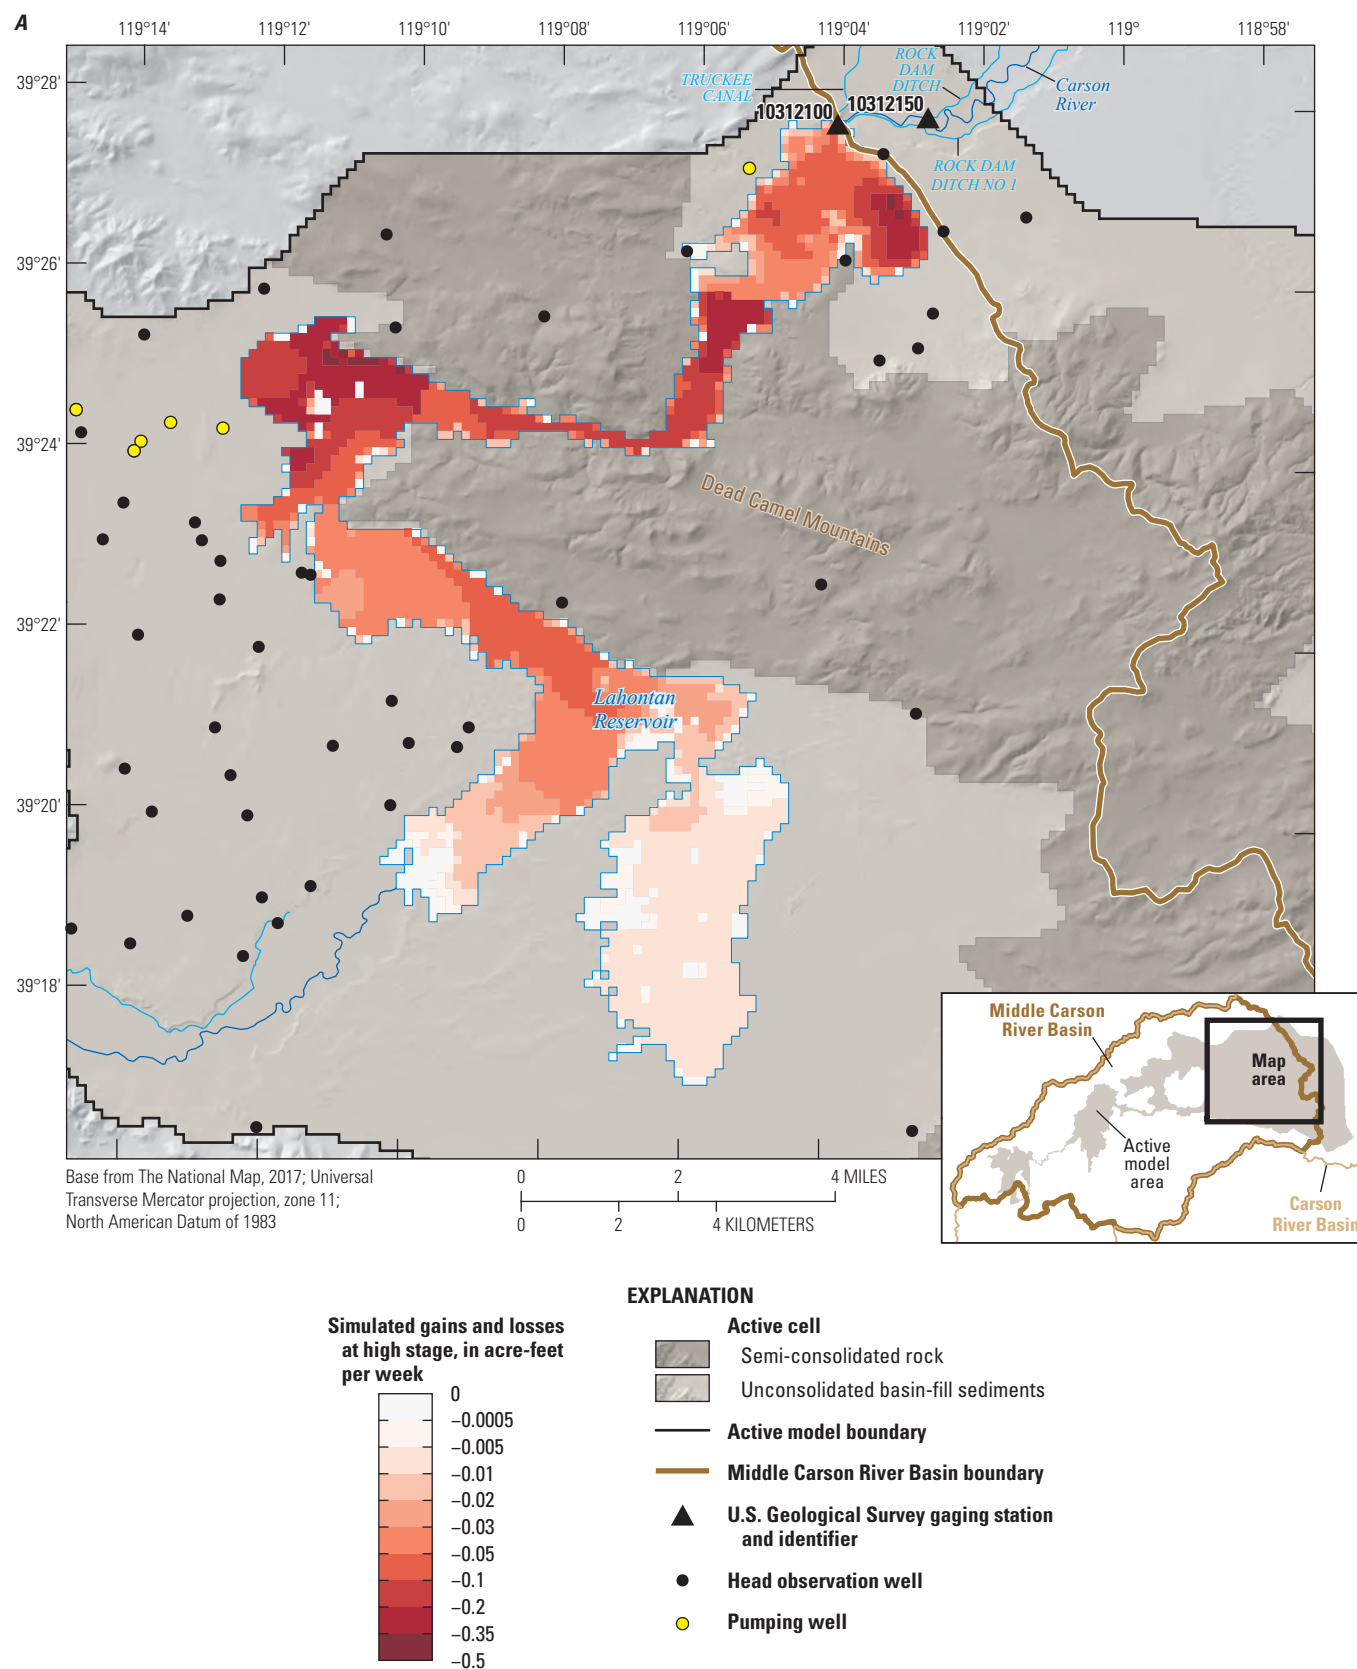 A
119°14'
119°12'
119°10'
119°08'
119°06'
119°04'
119°02'
119°
118°58'
39°28'
39°26'
39°24'
39°22'
39°20'
39°18'
TRUCKEE
CANAL
ROCK
DAM
DITCH
Carson
River
10312100
10312150
ROCK DAM
DITCH NO 1
Dead Camel Mountains
Lahontan
Reservoir
Base from The National Map, 2017; Universal
Transverse Mercator projection, zone 11;
North American Datum of 1983
0 2 4 MILES
0 2 4 KILOMETERS
Middle Carson
River Basin
Map
area
Active
model
area
Carson
River Basin
EXPLANATION
Simulated gains and losses
at high stage, in acre-feet
per week
0
–0.0005
–0.005
–0.01
–0.02
–0.03
–0.05
–0.1
–0.2
–0.35
–0.5
Active cell
Semi-consolidated rock
Unconsolidated basin-fill sediments
Active model boundary
Middle Carson River Basin boundary
U.S. Geological Survey gaging station
and identifier
Head observation well
Pumping well